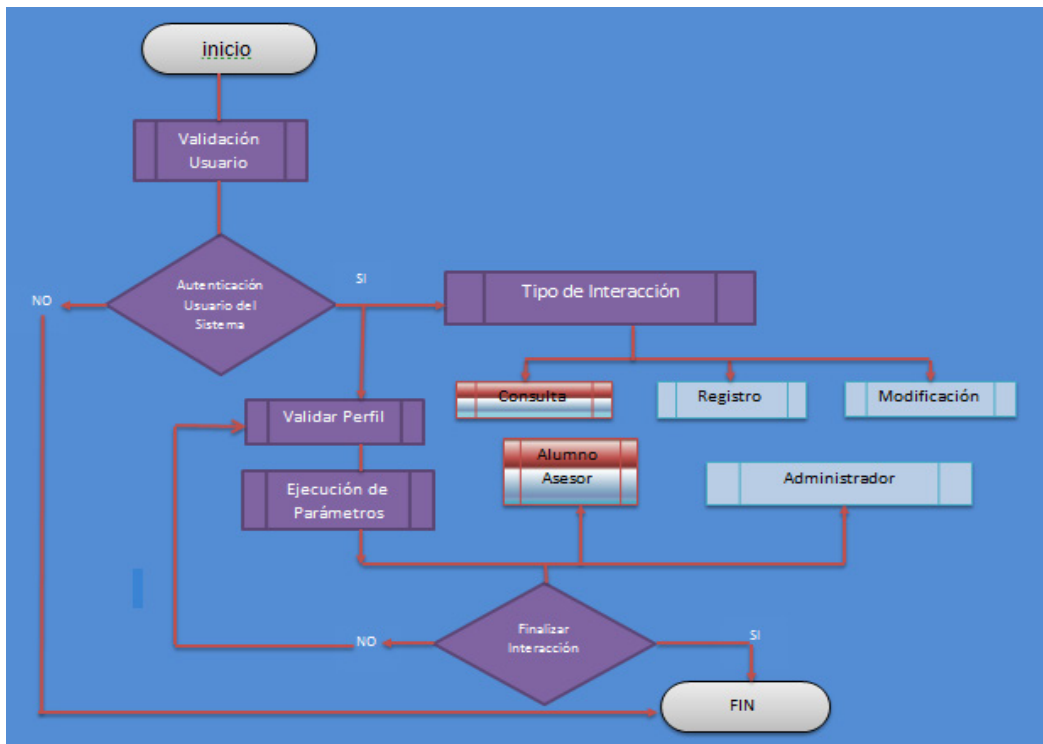 inicio
Validación
Usuario
Autenticación
Usuario del
Sistema
NO
SI
Tipo de Interacción
Consulta
Registro
Modificación
Validar Perfil
Alumno
Asesor
Administrador
Ejecución de
Parámetros
Finalizar
Interacción
NO
SI
FIN